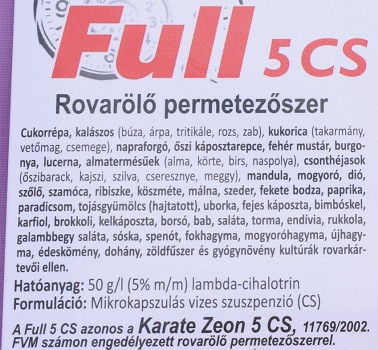 Full 5 CS
Rovarölő permetezőszer
Cukorrépa, kalászos (búza, árpa, tritikále, rozs, zab), kukorica (takarmány,
vetőmag, csemege), napraforgó, őszi káposztarepce, fehér mustár, burgo-
nya, lucerna, almatermésűek (alma, körte, birs, naspolya), csonthéjasok
(őszibarack, kajszi, szilva, cseresznye, meggy), mandula, mogyoró, dió,
szőlő, szamóca, ribiszke, köszméte, málna, szeder, fekete bodza, paprika,
paradicsom, tojásgyümölcs (hajtatott), uborka, fejes káposzta, bimbóskel,
karfiol, brokkoli, kelkáposzta, borsó, bab, saláta, torma, endívia, rukkola,
galambbegy saláta, sóska, spenót, fokhagyma, mogyoróhagyma, újhagy-
ma, édeskömény, dohány, zöldfűszer és gyógynövény kultúrák rovarkár-
tevői ellen.
Hatóanyag: 50 g/l (5% m/m) lambda-cihalotrin
Formuláció: Mikrokapszulás vizes szuszpenzió (CS)
A Full 5 CS azonos a Karate Zeon 5 CS, 11769/2002.
FVM számon engedélyezett rovarölő permetezőszerrel.